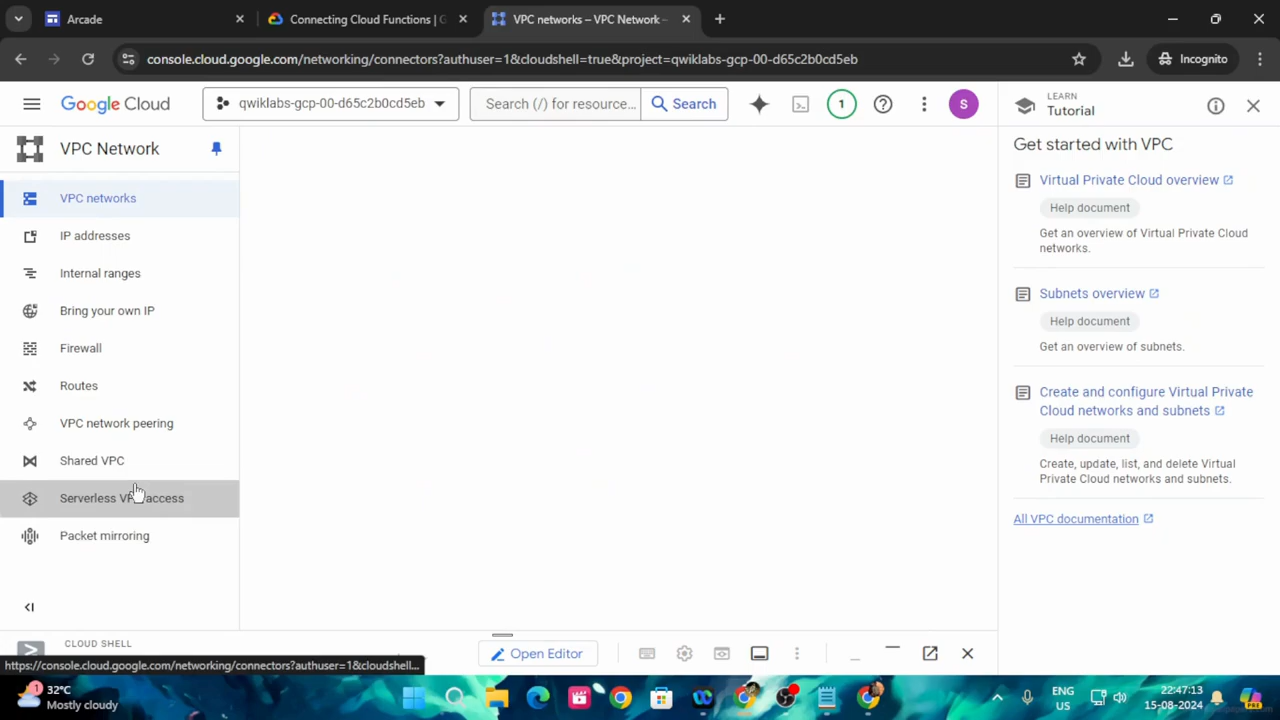 Arcade
Connecting Cloud Functions | G
VPC networks – VPC Network –
console.cloud.google.com/networking/connectors?authuser=1&cloudshell=true&project=qwiklabs-gcp-00-d65c2b0cd5eb
Incognito
Google Cloud
qwiklabs-gcp-00-d65c2b0cd5eb
Search (/) for resource...
Search
1
S
LEARN
Tutorial
VPC Network
VPC networks
IP addresses
Internal ranges
Bring your own IP
Firewall
Routes
VPC network peering
Shared VPC
Serverless VPC access
Packet mirroring
Get started with VPC
Virtual Private Cloud overview
Help document
Get an overview of Virtual Private Cloud
networks.
Subnets overview
Help document
Get an overview of subnets.
Create and configure Virtual Private
Cloud networks and subnets
Help document
Create, update, list, and delete Virtual
Private Cloud networks and subnets.
All VPC documentation
CLOUD SHELL
Open Editor
https://console.cloud.google.com/networking/connectors?authuser=1&cloudshell...
1
32°C
Mostly cloudy
ENG
US
22:47:13
15-08-2024
PRE